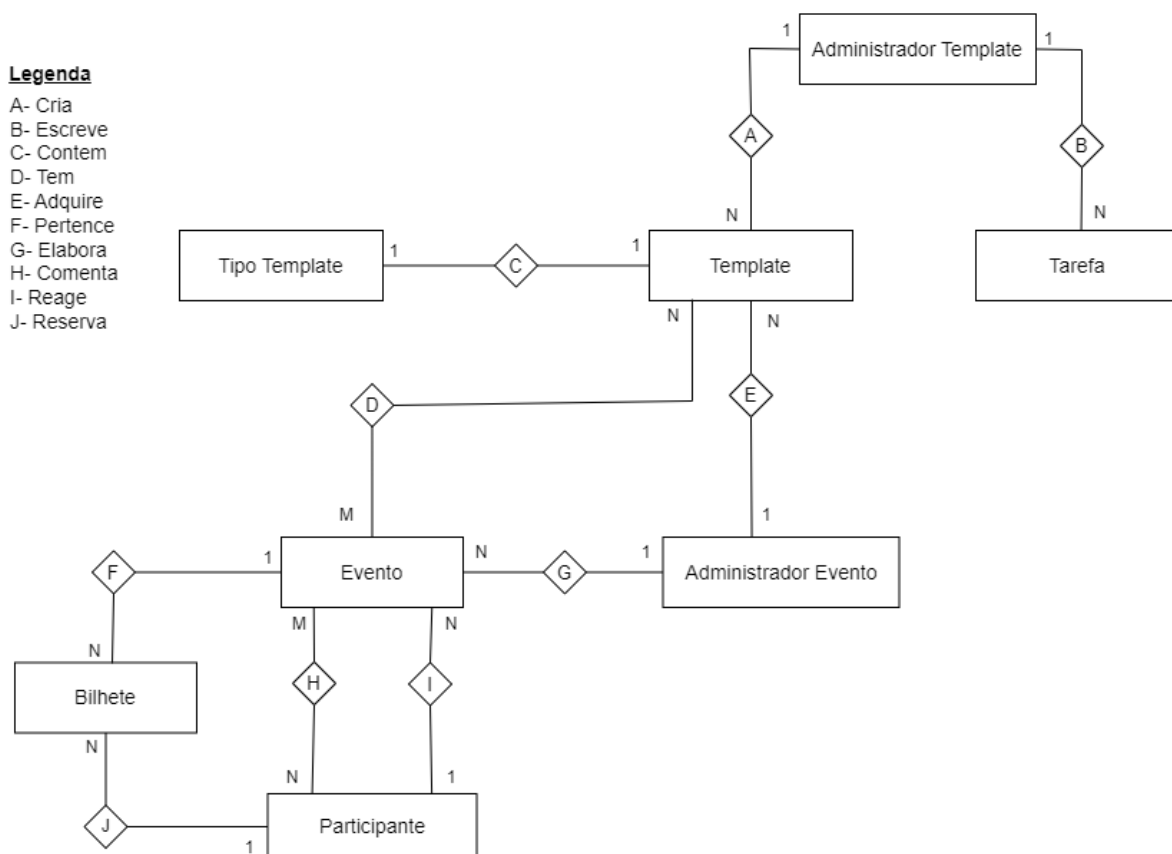 1
Administrador Template
1
Legenda
A- Cria
B- Escreve
C- Contem
D- Tem
E- Adquire
F- Pertence
G- Elabora
H- Comenta
I- Reage
J- Reserva
A
B
N
N
Tipo Template
1
C
1
Template
Tarefa
N
N
D
E
M
1
F
1
Evento
N
G
1
Administrador Evento
M
N
N
Bilhete
H
I
N
N
1
J
Participante
1